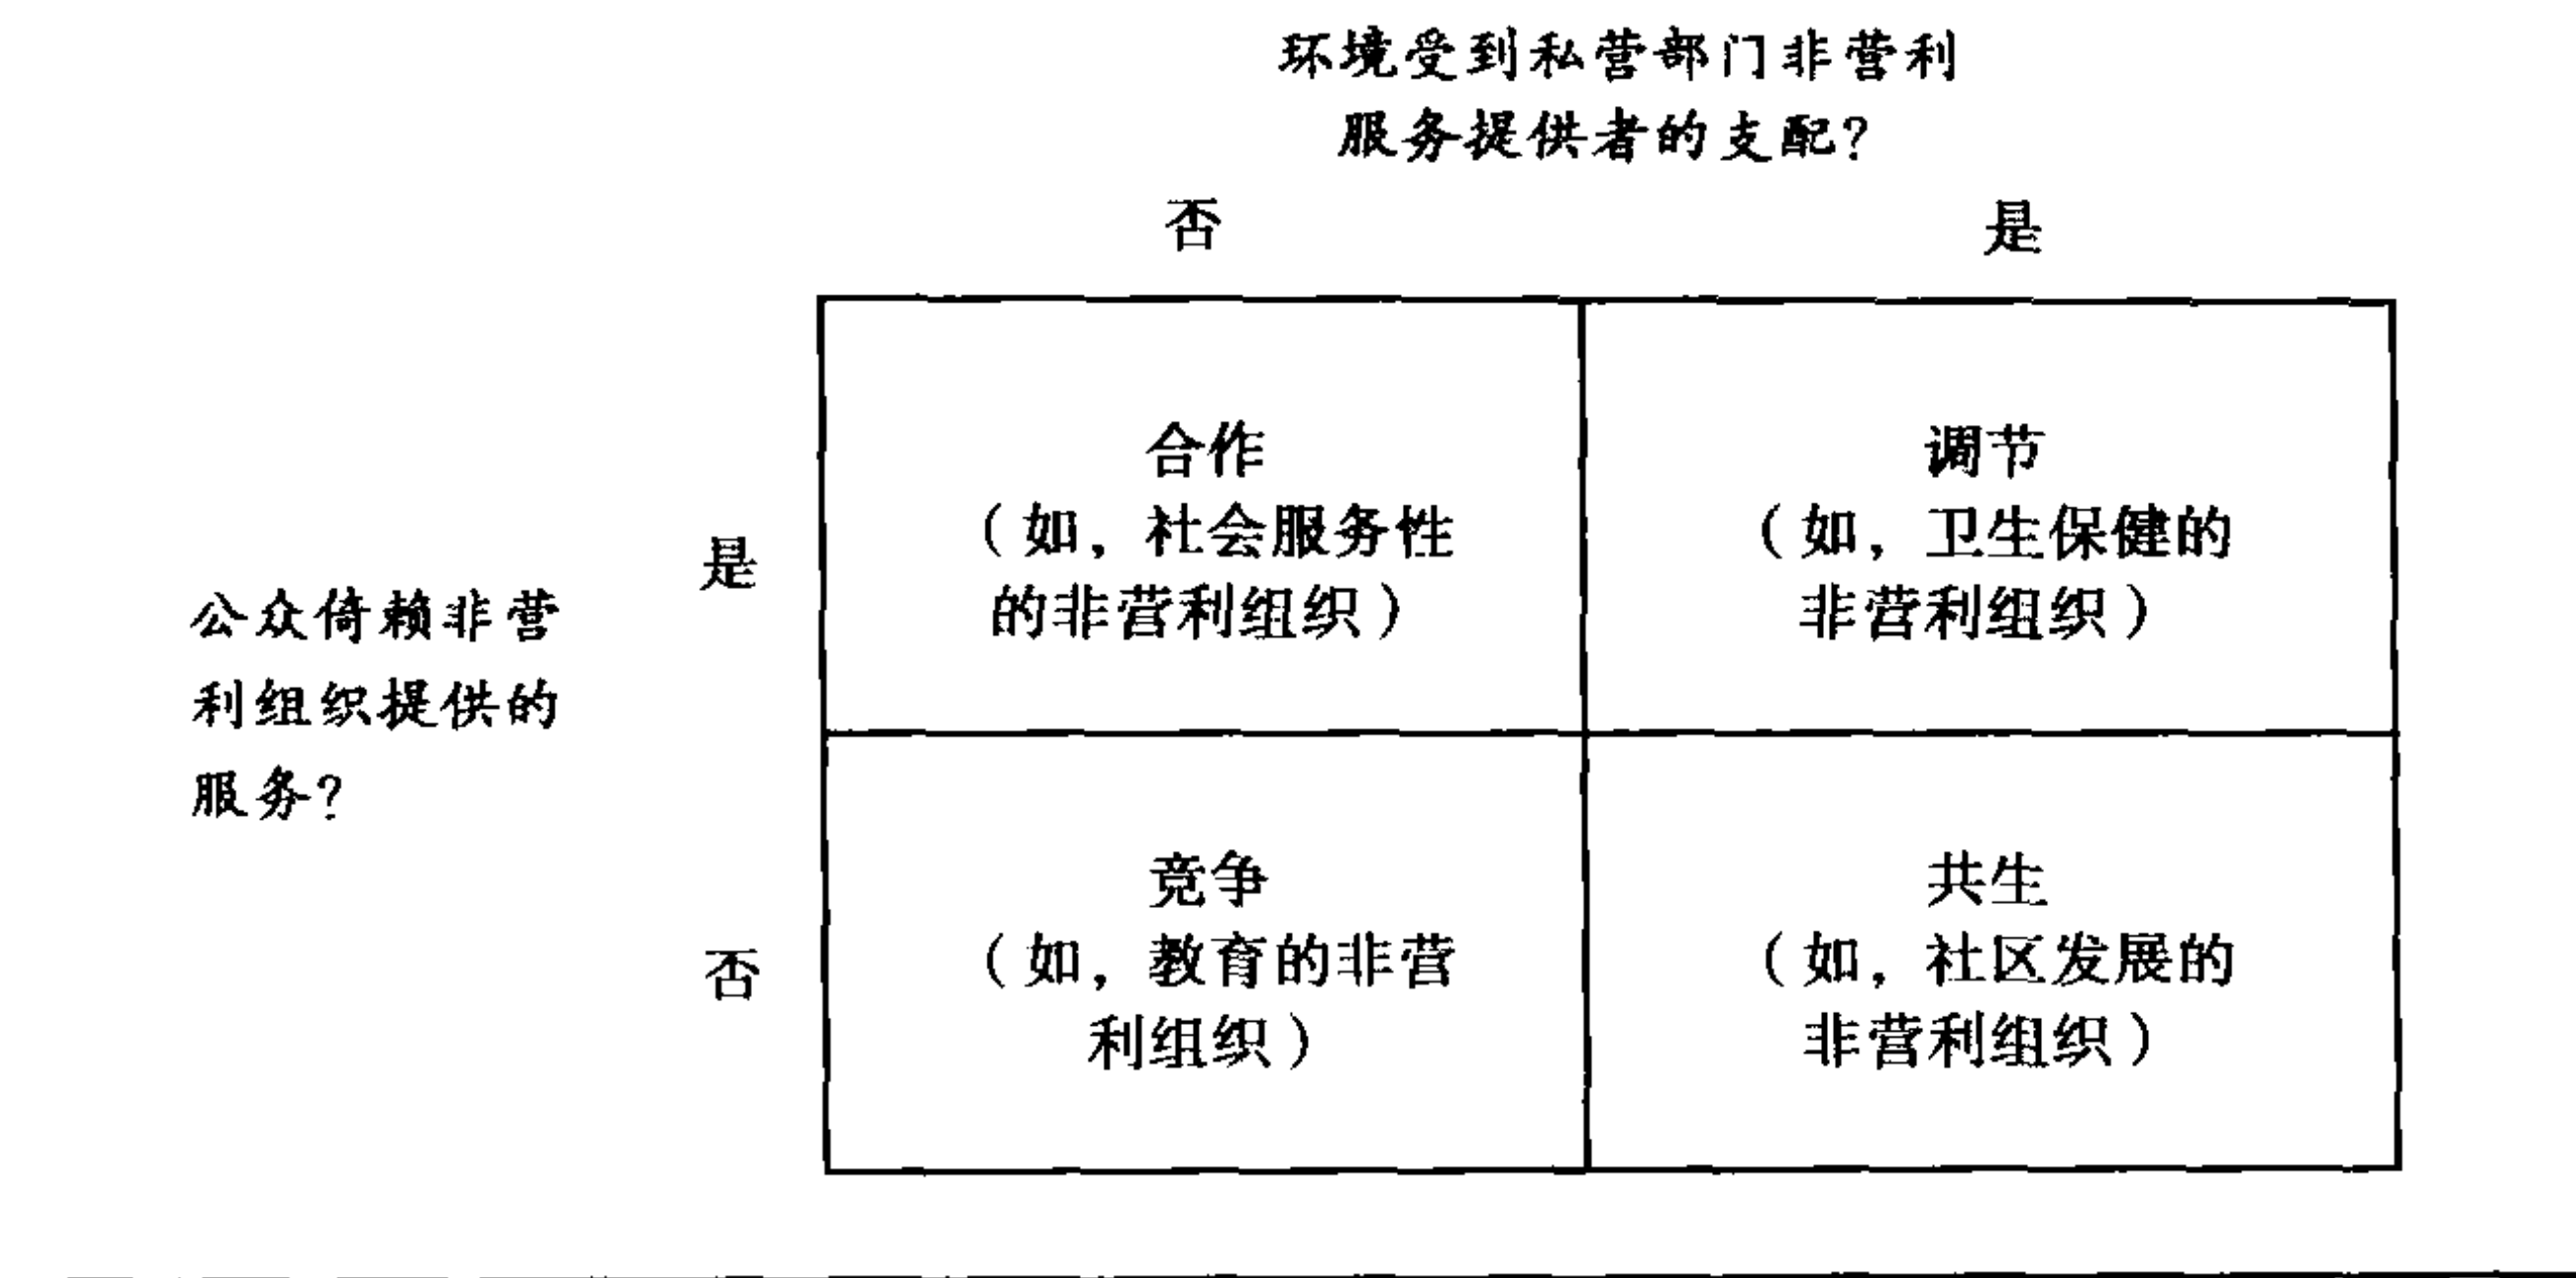 环境受到私营部门非营利
服务提供者的支配？
否
是
是
合作
（如，社会服务性
的非营利组织）
调节
（如，卫生保健的
非营利组织）
公众倚赖非营
利组织提供的
服务？
否
竞争
（如，教育的非营
利组织）
共生
（如，社区发展的
非营利组织）